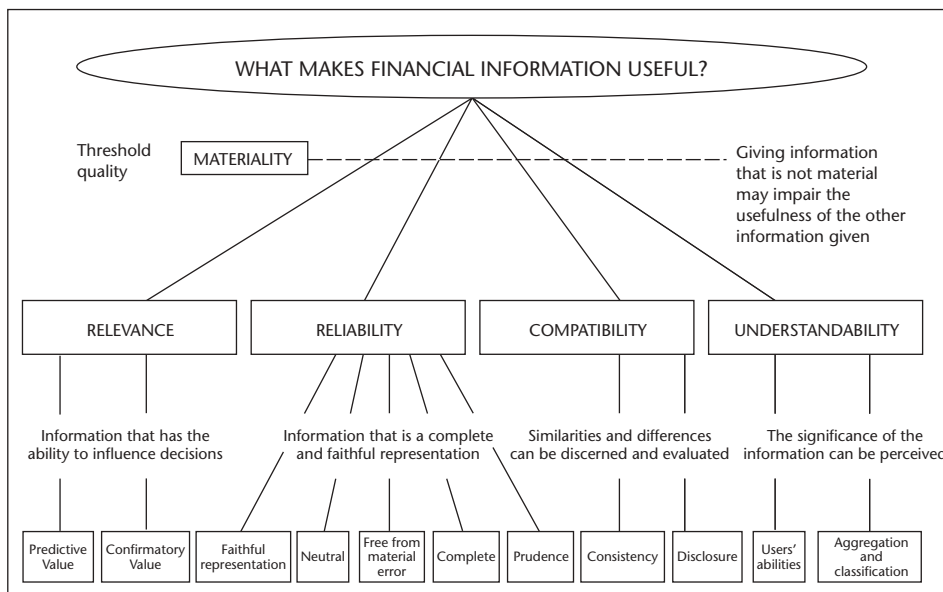 WHAT MAKES FINANCIAL INFORMATION USEFUL?
Threshold
quality
MATERIALITY
Giving information
that is not material
may impair the
usefulness of the other
information given
RELEVANCE
RELIABILITY
COMPATIBILITY
UNDERSTANDABILITY
Information that has the
ability to influence decisions
Information that is a complete
and faithful representation
Similarities and differences
can be discerned and evaluated
The significance of the
information can be perceived
Predictive
Value
Confirmatory
Value
Faithful
representation
Neutral
Free from
material
error
Complete
Prudence
Consistency
Disclosure
Users'
abilities
Aggregation
and
classification